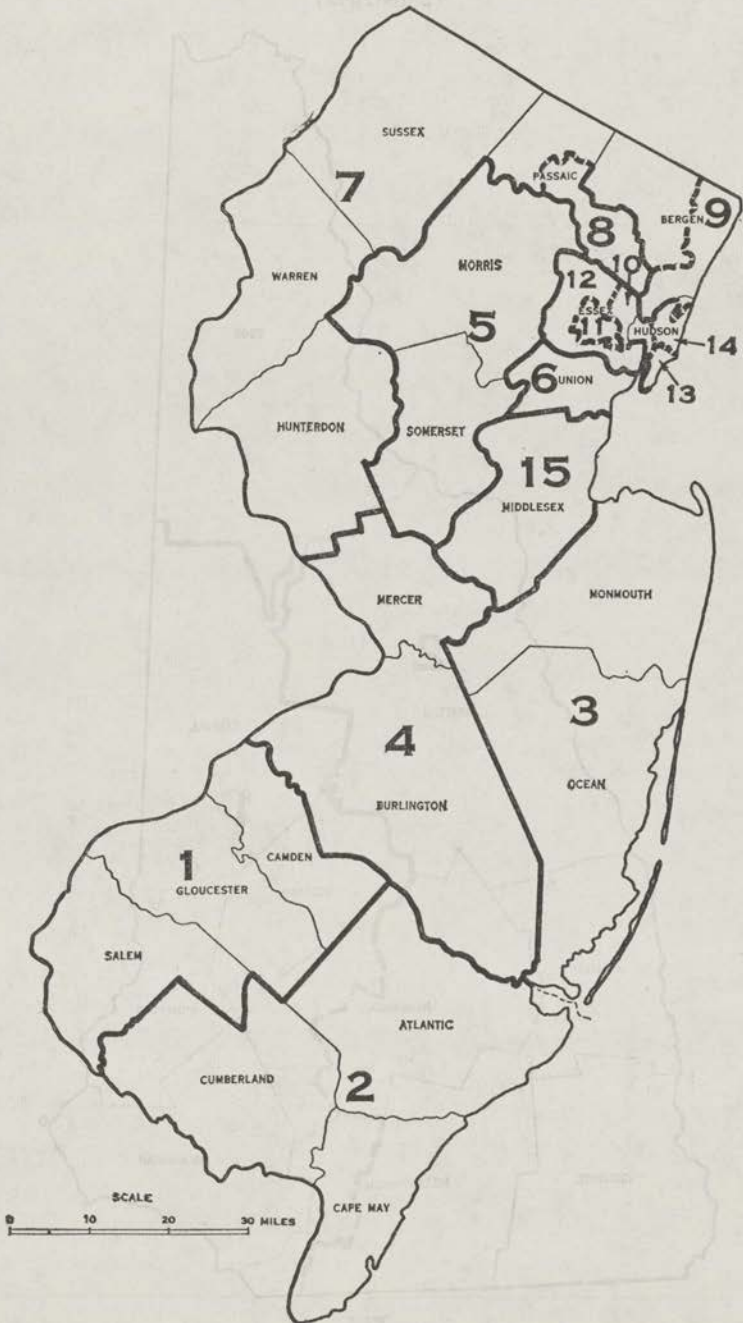 SUSSEX
PASSAIC
7
BERGEN
9
8
MORRIS
10
WARREN
12
ESSEX
5
11
HUDSON
14
13
6
UNION
HUNTERDON
SOMERSET
15
MIDDLESEX
MERCER
MONMOUTH
3
4
OCEAN
BURLINGTON
CAMDEN
1
GLOUCESTER
SALEM
ATLANTIC
CUMBERLAND
2
SCALE
CAPE MAY
0 10 20 30 MILES